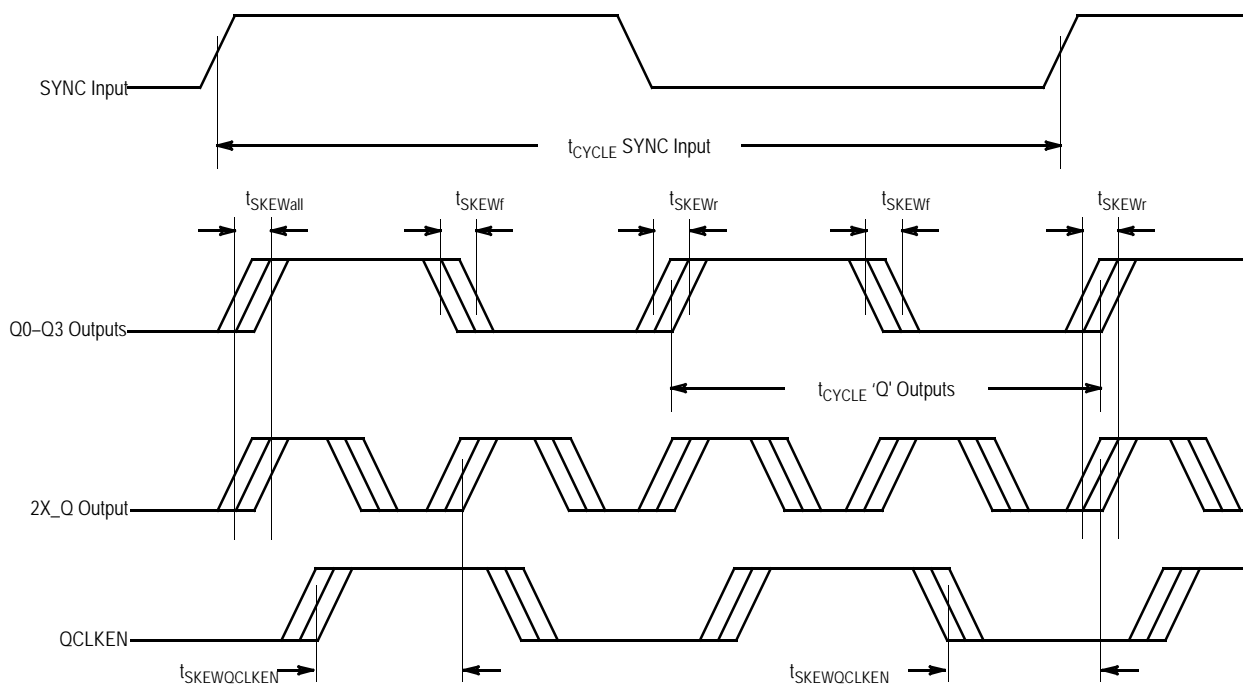 SYNC Input
tCYCLE SYNC Input
tSKEWall
tSKEWf
tSKEWr
tSKEWf
tSKEWr
Q0–Q3 Outputs
tCYCLE ‘Q’ Outputs
2X_Q Output
QCLKEN
tSKEWQCLKEN
tSKEWQCLKEN